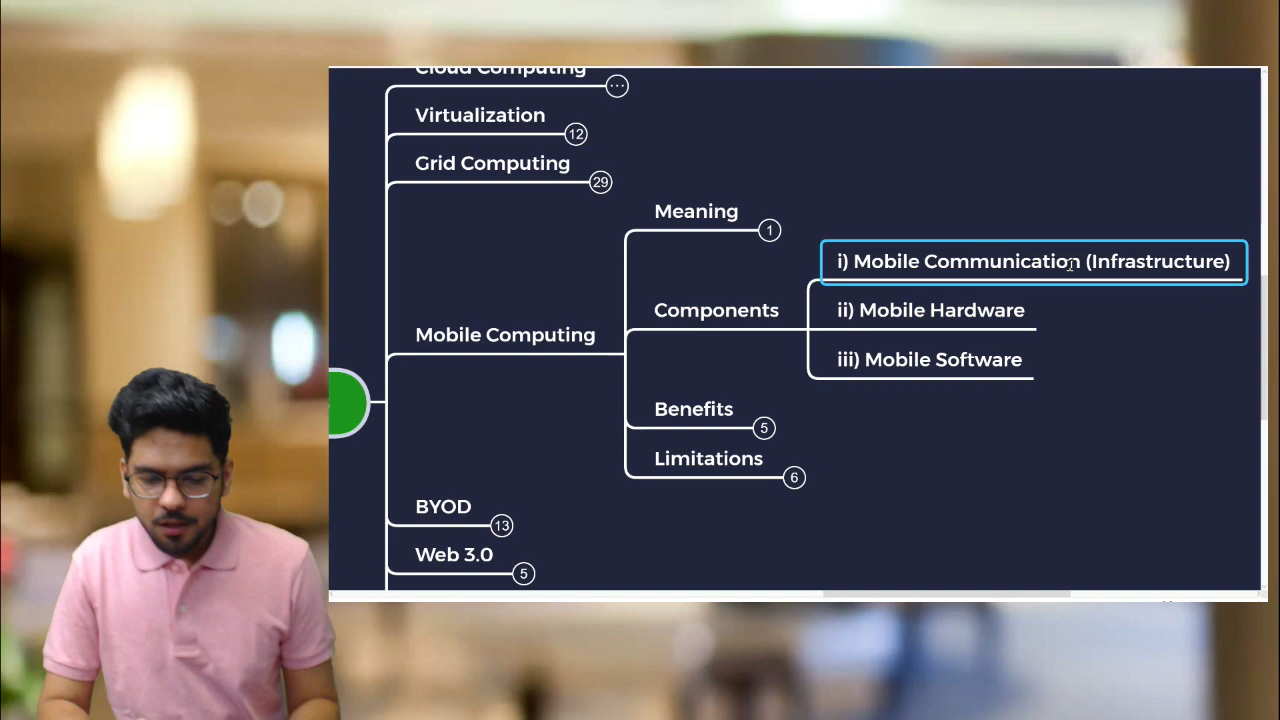 Cloud Computing
Virtualization
12
Grid Computing
29
Meaning
1
i) Mobile Communication (Infrastructure)
Components
ii) Mobile Hardware
Mobile Computing
iii) Mobile Software
Benefits
5
Limitations
6
BYOD
13
Web 3.0
5